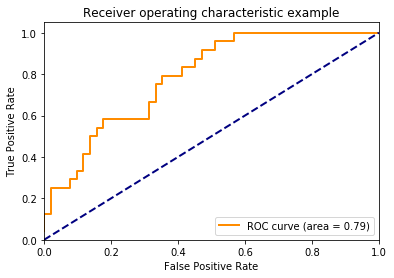 Receiver operating characteristic example
True Positive Rate
1.0
0.8
0.6
0.4
0.2
0.0
ROC curve (area = 0.79)
0.0 0.2 0.4 0.6 0.8 1.0
False Positive Rate